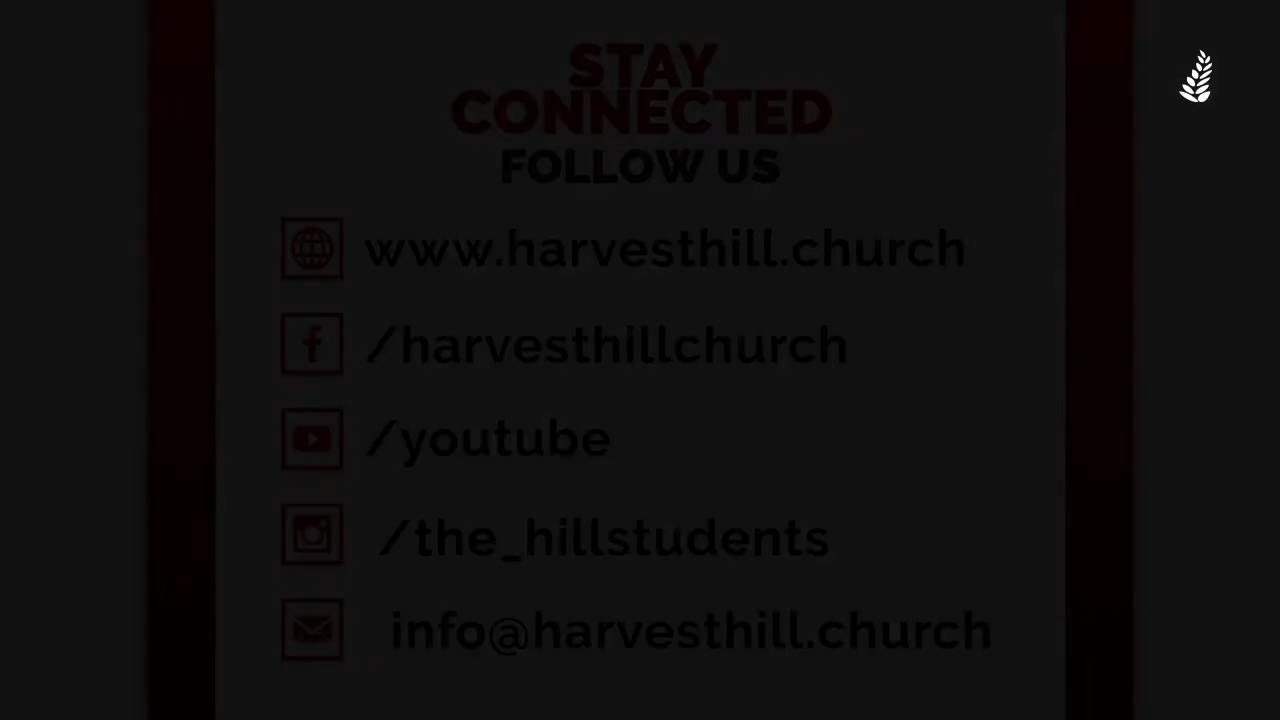 STAY
CONNECTED
FOLLOW US
www.harvesthill.church
/harvesthillchurch
/youtube
/the_hillstudents
info@harvesthill.church